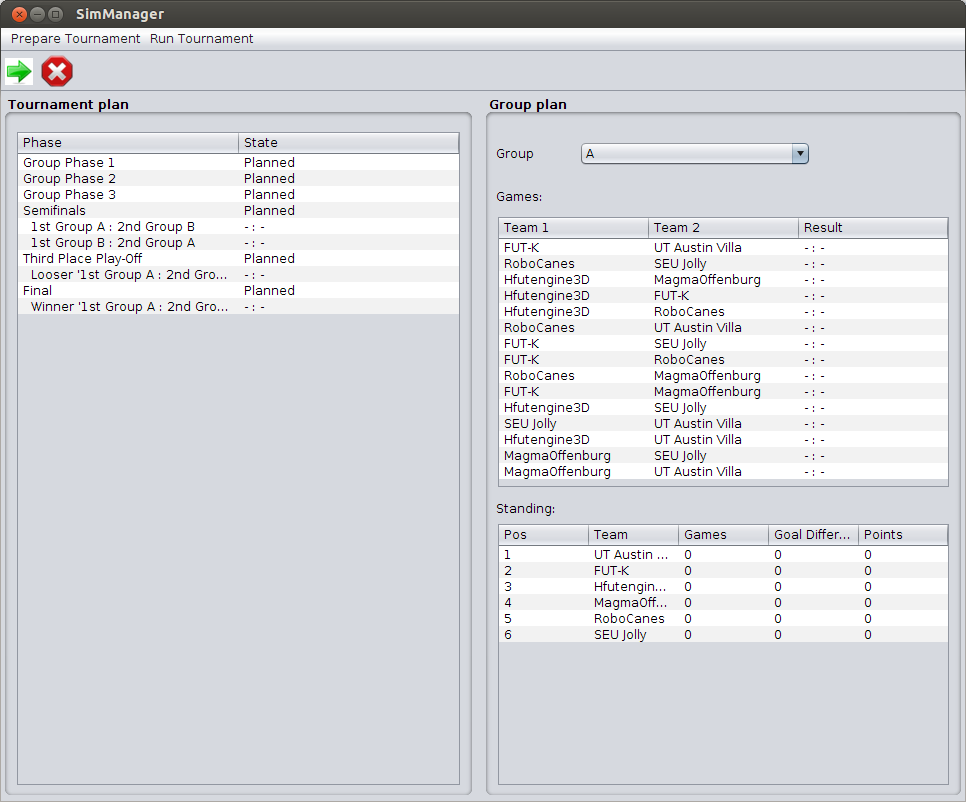 SimManager
Prepare Tournament Run Tournament
Tournament plan
Phase State
Group Phase 1 Planned
Group Phase 2 Planned
Group Phase 3 Planned
Semifinals Planned
1st Group A : 2nd Group B - : -
1st Group B : 2nd Group A - : -
Third Place Play-Off Planned
Looser '1st Group A : 2nd Gro... - : -
Final Planned
Winner '1st Group A : 2nd Gro... - : -
Group plan
Group A
Games:
Team 1 Team 2 Result
FUT-K UT Austin Villa - : -
RoboCanes SEU Jolly - : -
Hfutengine3D MagmaOffenburg - : -
Hfutengine3D FUT-K - : -
Hfutengine3D RoboCanes - : -
RoboCanes UT Austin Villa - : -
FUT-K SEU Jolly - : -
FUT-K RoboCanes - : -
RoboCanes MagmaOffenburg - : -
FUT-K MagmaOffenburg - : -
Hfutengine3D SEU Jolly - : -
SEU Jolly UT Austin Villa - : -
Hfutengine3D UT Austin Villa - : -
MagmaOffenburg SEU Jolly - : -
MagmaOffenburg UT Austin Villa - : -
Standing:
Pos Team Games Goal Differ... Points
1 UT Austin ... 0 0 0
2 FUT-K 0 0 0
3 Hfutengin... 0 0 0
4 MagmaOff... 0 0 0
5 RoboCanes 0 0 0
6 SEU Jolly 0 0 0